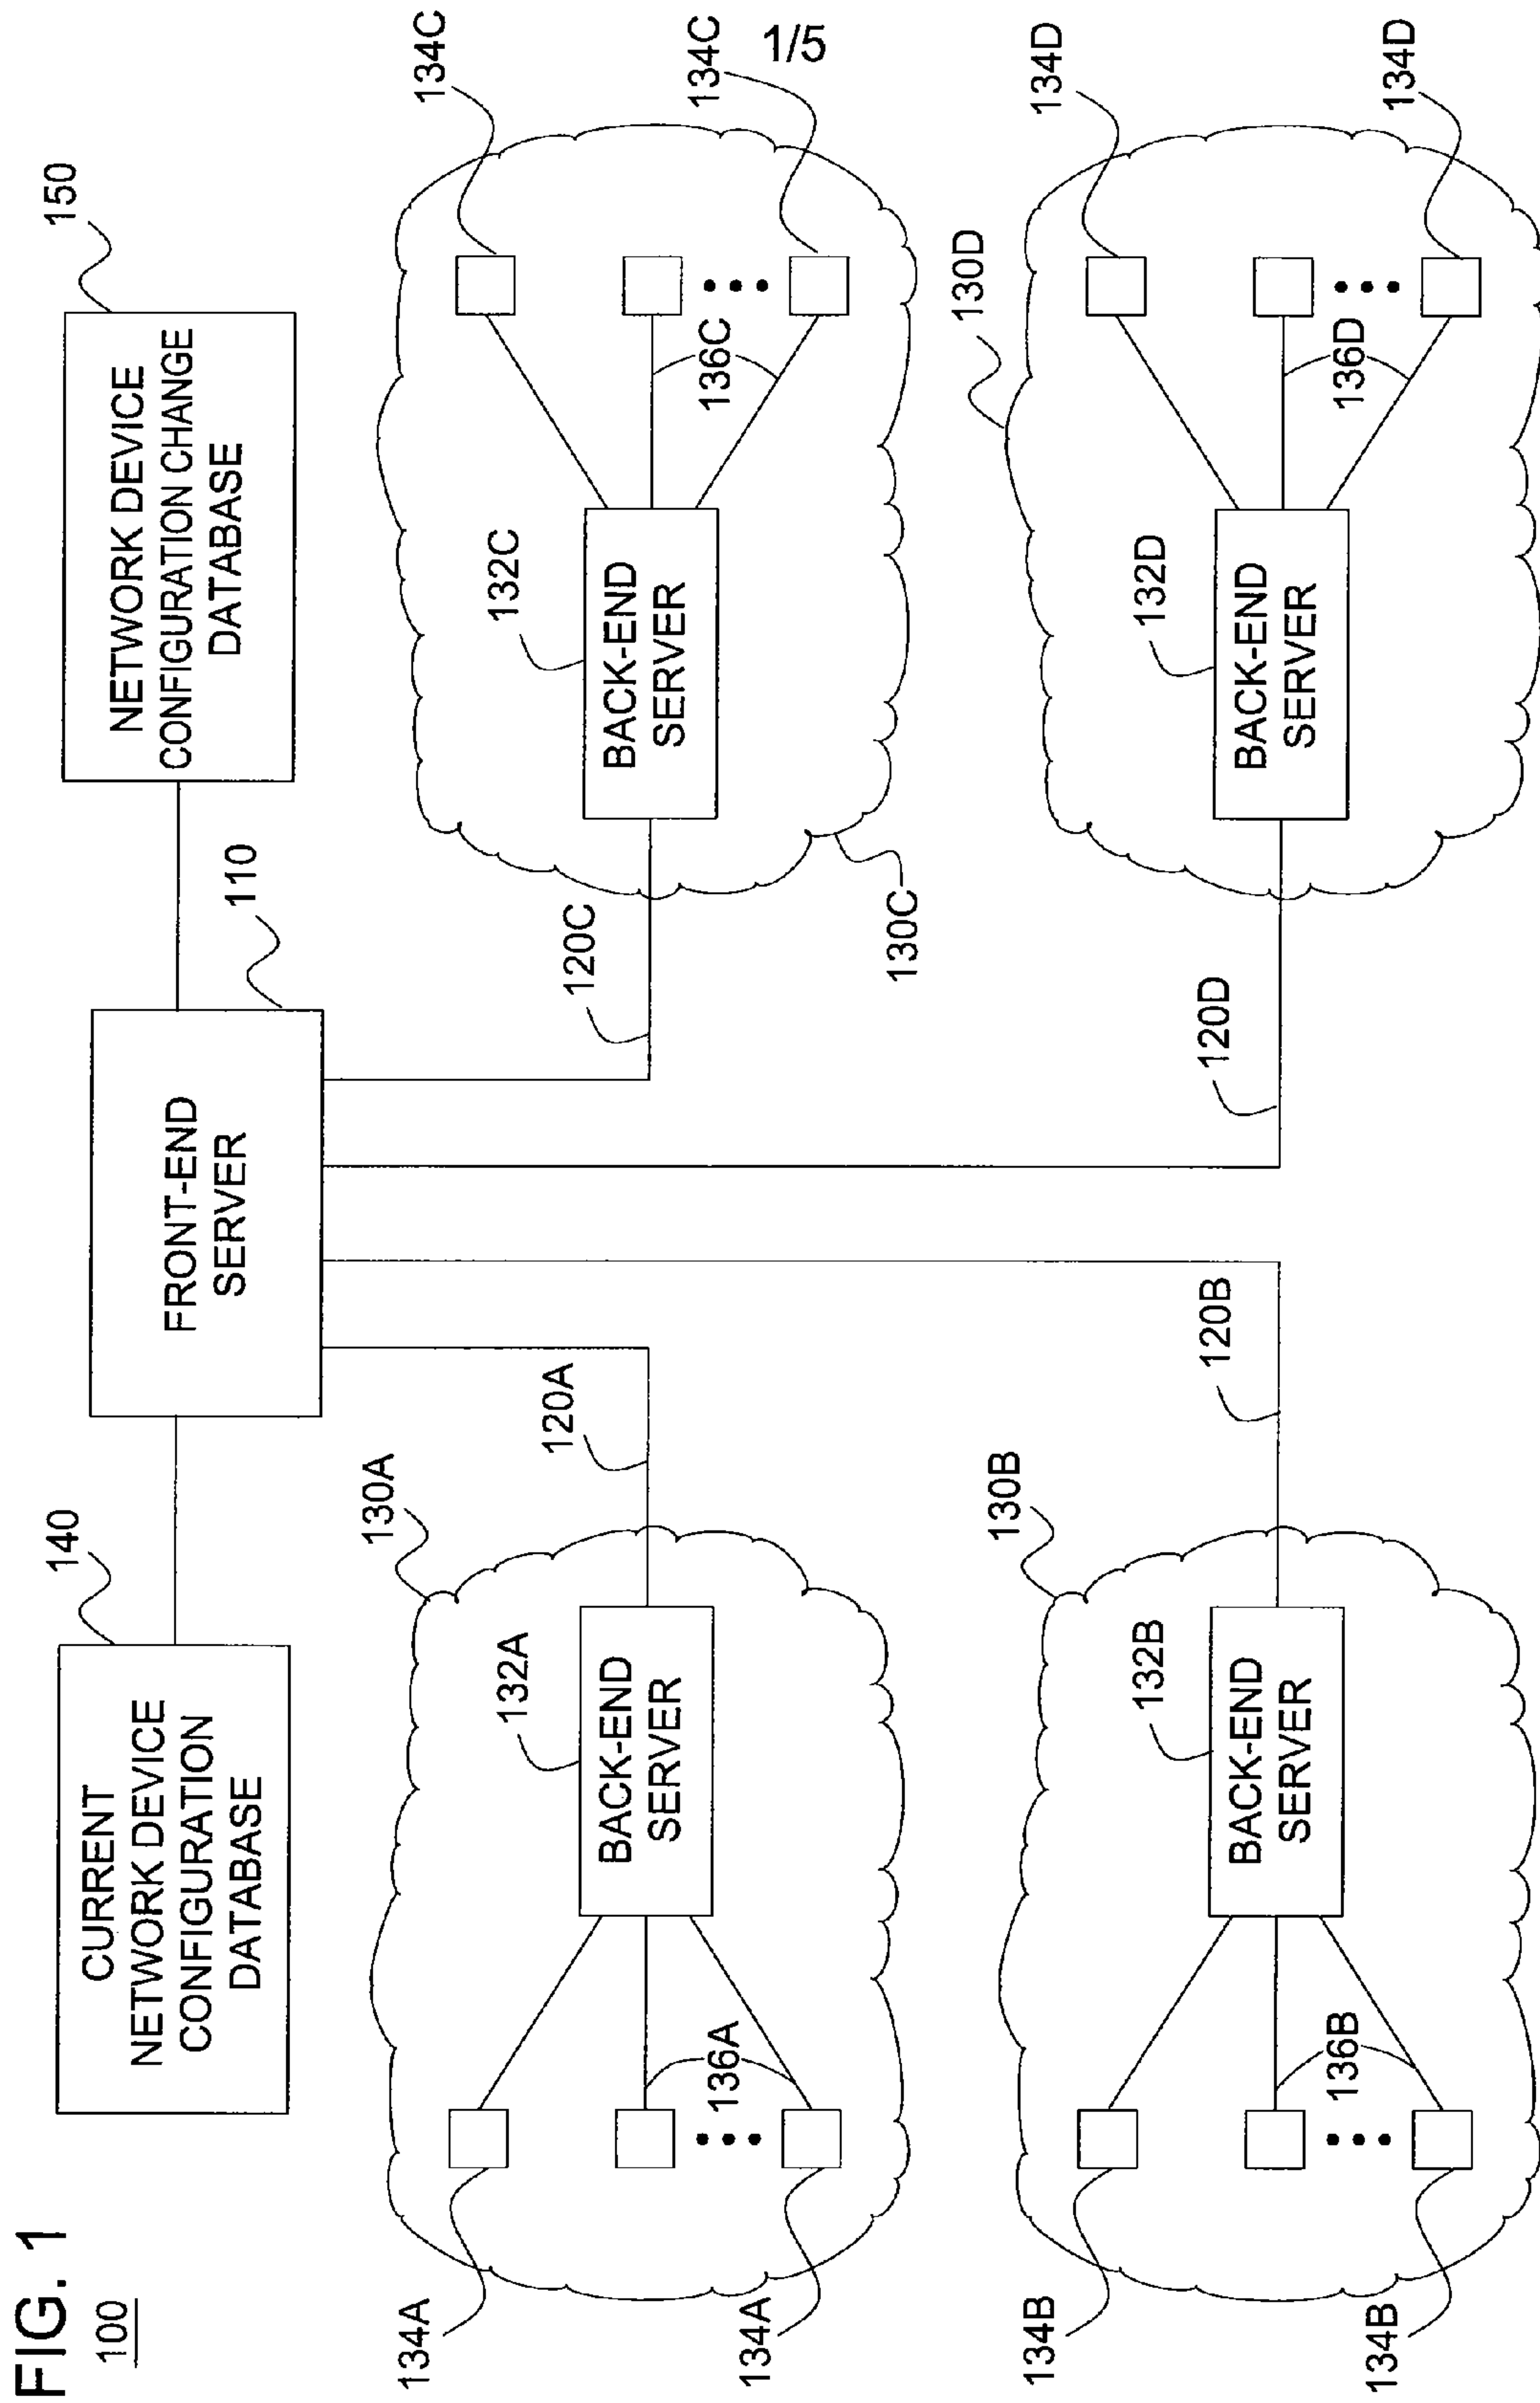 FIG. 1
100
1/5
140
CURRENT
NETWORK DEVICE
CONFIGURATION
DATABASE
110
FRONT-END
SERVER
150
NETWORK DEVICE
CONFIGURATION CHANGE
DATABASE
130A
120A
132A
BACK-END
SERVER
136A
134A
134A
120C
130C
132C
BACK-END
SERVER
136C
134C
134C
130B
120B
132B
BACK-END
SERVER
136B
134B
134B
120D
130D
132D
BACK-END
SERVER
136D
134D
134D